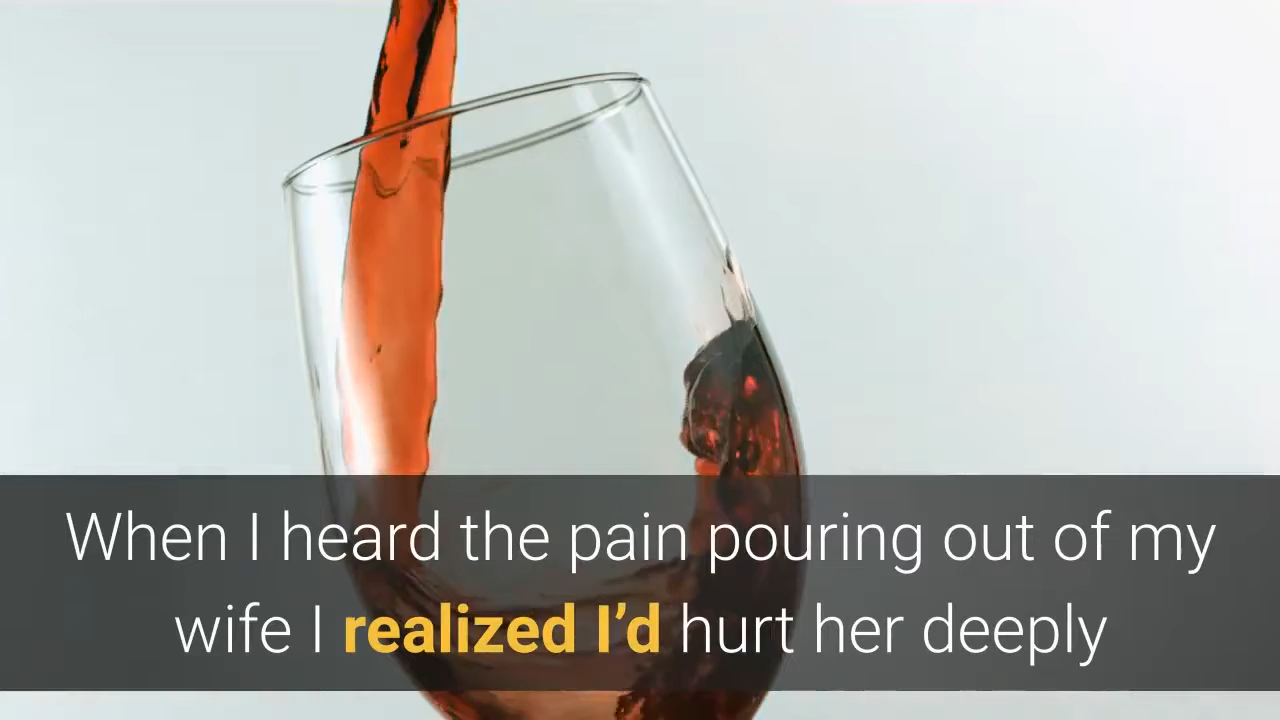 When I heard the pain pouring out of my
wife I realized I’d hurt her deeply